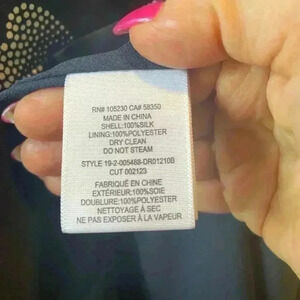 RN# 105230 CA# 58350
MADE IN CHINA
SHELL:100%SILK
LINING:100%POLYESTER
DRY CLEAN
DO NOT STEAM
STYLE 19-2-005488-DR01210B
CUT 002123
FABRIQUÉ EN CHINE
EXTÉRIEUR:100%SOIE
DOUBLURE:100%POLYESTER
NETTOYAGE À SEC
NE PAS EXPOSER À LA VAPEUR